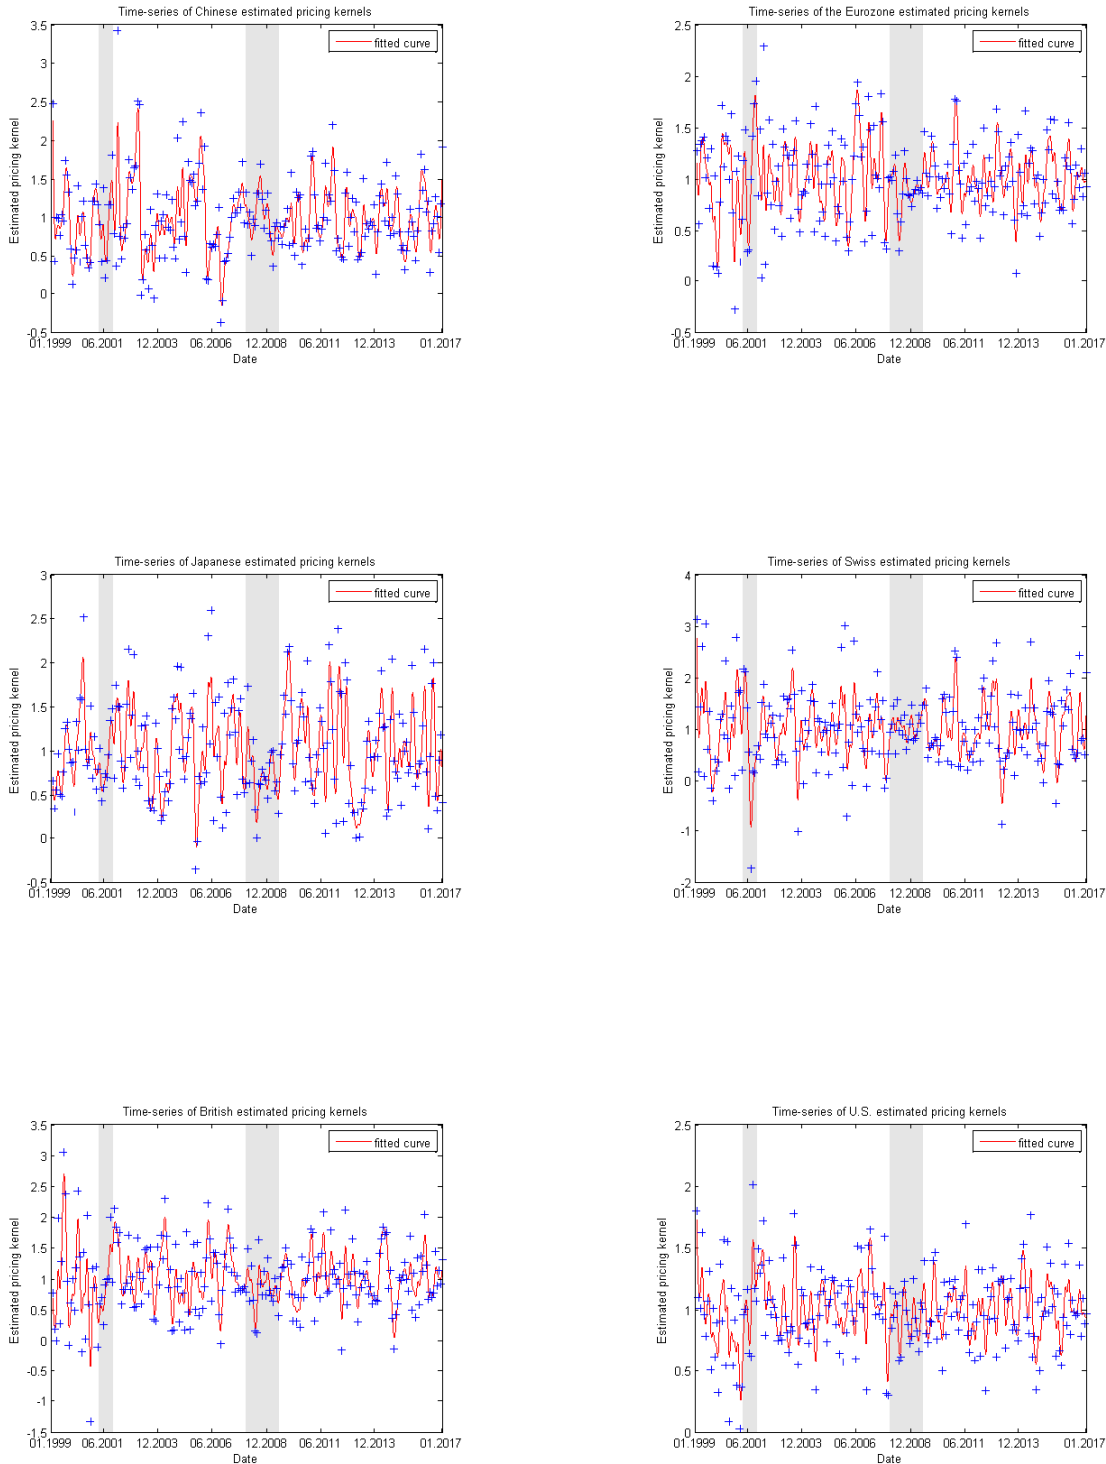 Time-series of Chinese estimated pricing kernels
3.5
3
2.5
2
1.5
1
0.5
0
-0.5
Estimated pricing kernel
fitted curve
01.1999 06.2001 12.2003 06.2006 12.2008 06.2011 12.2013 01.2017
Date
Time-series of the Eurozone estimated pricing kernels
2.5
2
1.5
1
0.5
0
-0.5
Estimated pricing kernel
fitted curve
01.1999 06.2001 12.2003 06.2006 12.2008 06.2011 12.2013 01.2017
Date
Time-series of Japanese estimated pricing kernels
3
2.5
2
1.5
1
0.5
0
-0.5
Estimated pricing kernel
fitted curve
01.1999 06.2001 12.2003 06.2006 12.2008 06.2011 12.2013 01.2017
Date
Time-series of Swiss estimated pricing kernels
4
3
2
1
0
-1
-2
Estimated pricing kernel
fitted curve
01.1999 06.2001 12.2003 06.2006 12.2008 06.2011 12.2013 01.2017
Date
Time-series of British estimated pricing kernels
3.5
3
2.5
2
1.5
1
0.5
0
-0.5
-1
-1.5
Estimated pricing kernel
fitted curve
01.1999 06.2001 12.2003 06.2006 12.2008 06.2011 12.2013 01.2017
Date
Time-series of U.S. estimated pricing kernels
2.5
2
1.5
1
0.5
0
Estimated pricing kernel
fitted curve
01.1999 06.2001 12.2003 06.2006 12.2008 06.2011 12.2013 01.2017
Date